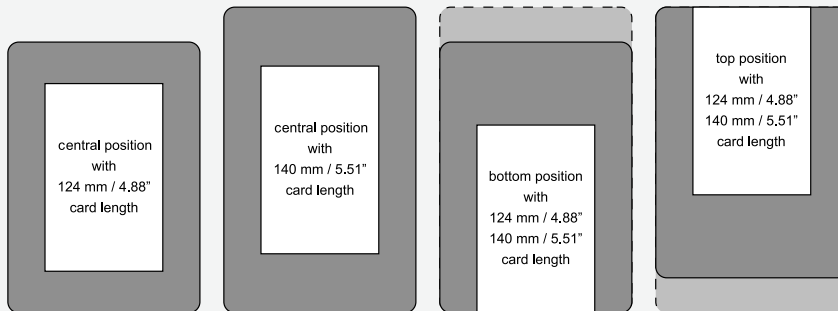 central position
with
124 mm / 4.88”
card length
central position
with
140 mm / 5.51”
card length
bottom position
with
124 mm / 4.88”
140 mm / 5.51”
card length
top position
with
124 mm / 4.88”
140 mm / 5.51”
card length